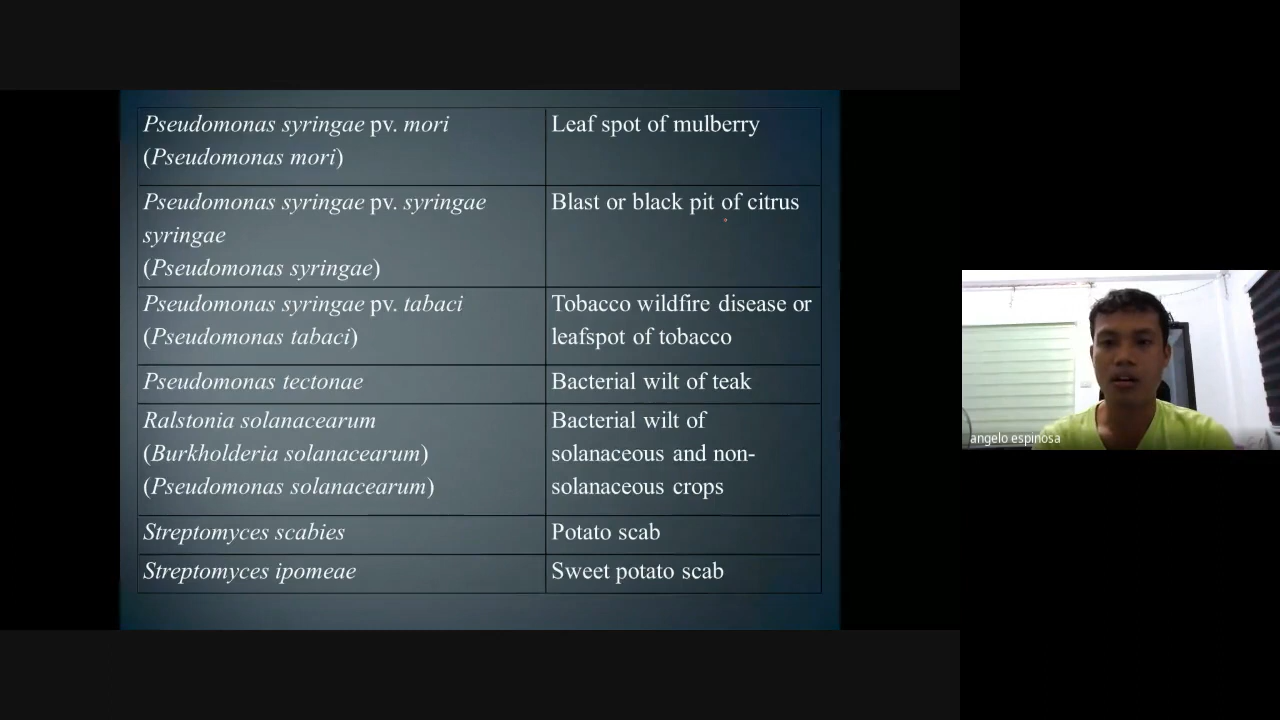 Pseudomonas syringae pv. mori
(Pseudomonas mori)
Leaf spot of mulberry
Pseudomonas syringae pv. syringae
syringae
(Pseudomonas syringae)
Blast or black pit of citrus
Pseudomonas syringae pv. tabaci
(Pseudomonas tabaci)
Tobacco wildfire disease or
leafspot of tobacco
Pseudomonas tectonae
Bacterial wilt of teak
Ralstonia solanacearum
(Burkholderia solanacearum)
(Pseudomonas solanacearum)
Bacterial wilt of
solanaceous and non-
solanaceous crops
Streptomyces scabies
Potato scab
Streptomyces ipomeae
Sweet potato scab
angelo espinosa